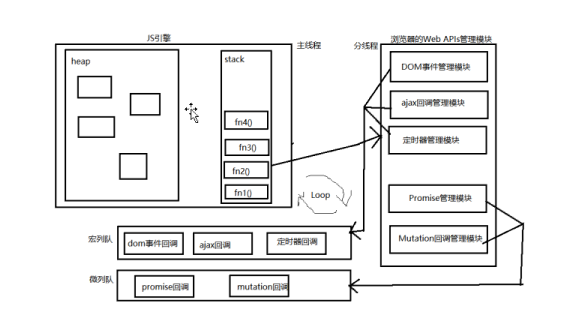 JS引擎
主线程
分线程
浏览器的Web APIs管理模块
heap
stack
DOM事件管理模块
ajax回调管理模块
fn4()
定时器管理模块
fn3()
fn2()
fn1()
Loop
Promise管理模块
Mutation回调管理模块
宏列队
dom事件回调
ajax回调
定时器回调
微列队
promise回调
mutation回调